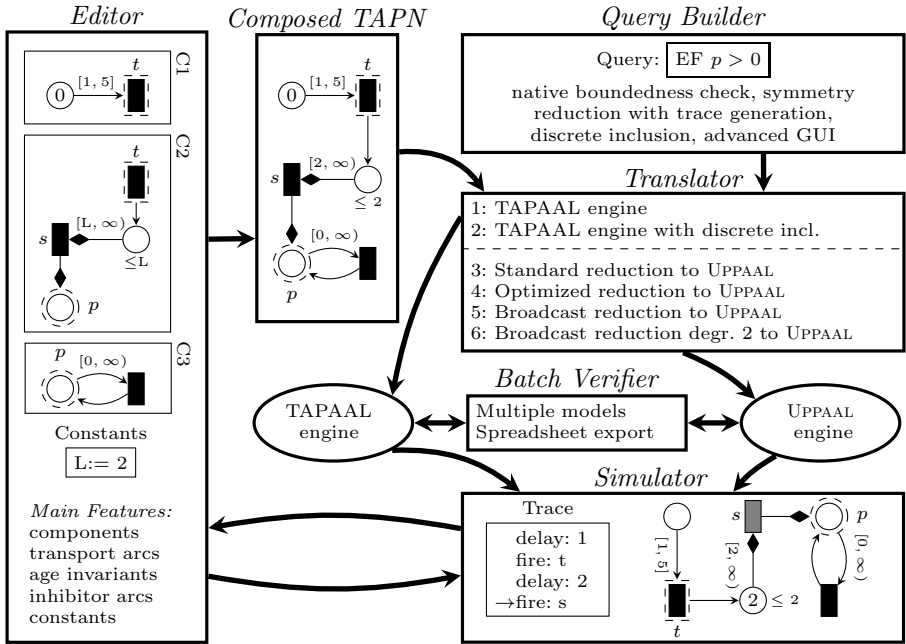 Editor
C1
t
0
[1, 5]
C2
t
[L, ∞)
s
≤L
p
C3
p
[0, ∞)
Constants
L:= 2
Main Features:
components
transport arcs
age invariants
inhibitor arcs
constants
Composed TAPN
t
0
[1, 5]
[2, ∞)
s
≤ 2
[0, ∞)
p
Query Builder
Query: EF p > 0
native boundedness check, symmetry
reduction with trace generation,
discrete inclusion, advanced GUI
Translator
1: TAPAAL engine
2: TAPAAL engine with discrete incl.
3: Standard reduction to UPPAAL
4: Optimized reduction to UPPAAL
5: Broadcast reduction to UPPAAL
6: Broadcast reduction degr. 2 to UPPAAL
TAPAAL
engine
Batch Verifier
Multiple models
Spreadsheet export
UPPAAL
engine
Simulator
Trace
delay: 1
fire: t
delay: 2
→fire: s
[1, 5]
t
s
[2, ∞)
2
≤ 2
p
[0, ∞)